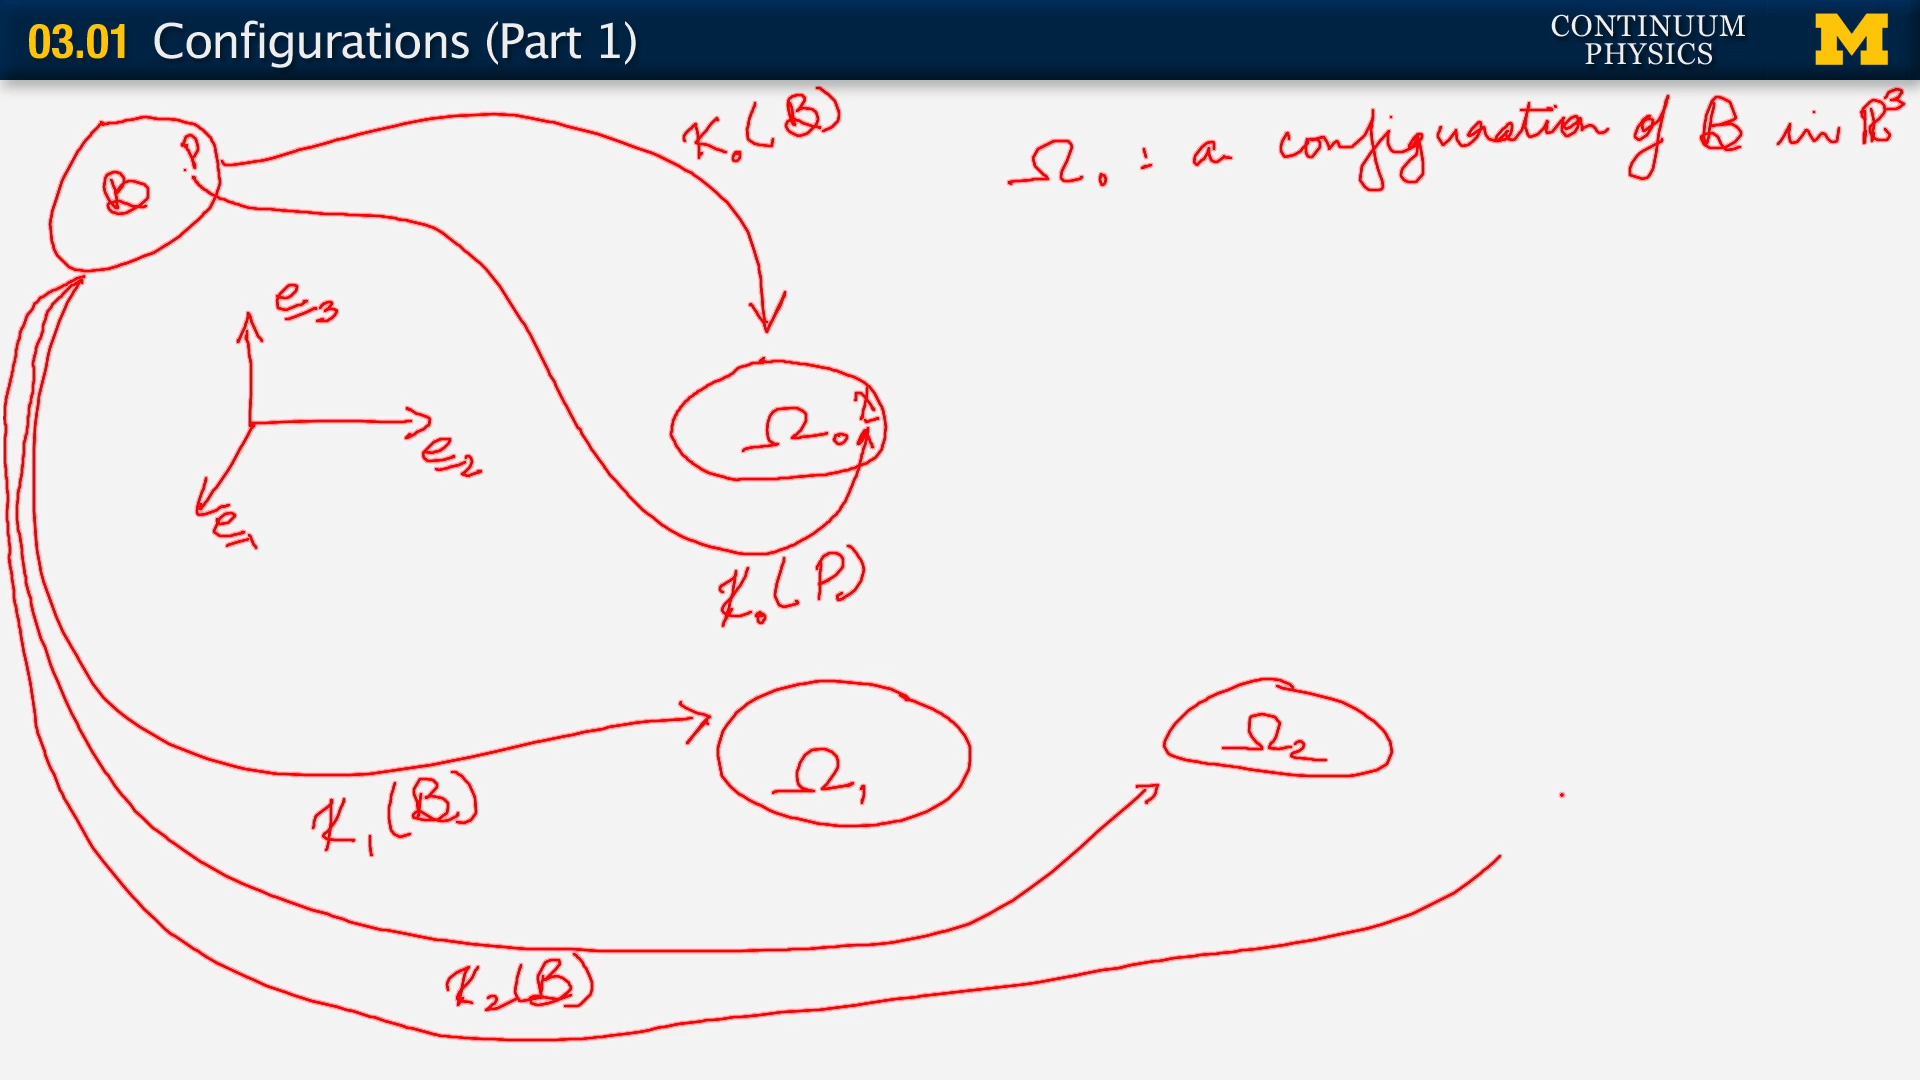 03.01 Configurations (Part 1)
CONTINUUM
PHYSICS
M
κ₀(B)
Ω₀ : a configuration of B in ℝ³
P
B
e₃
X
Ω₀
e₂
e₁
κ₀(P)
Ω₂
Ω₁
κ₁(B)
κ₂(B)